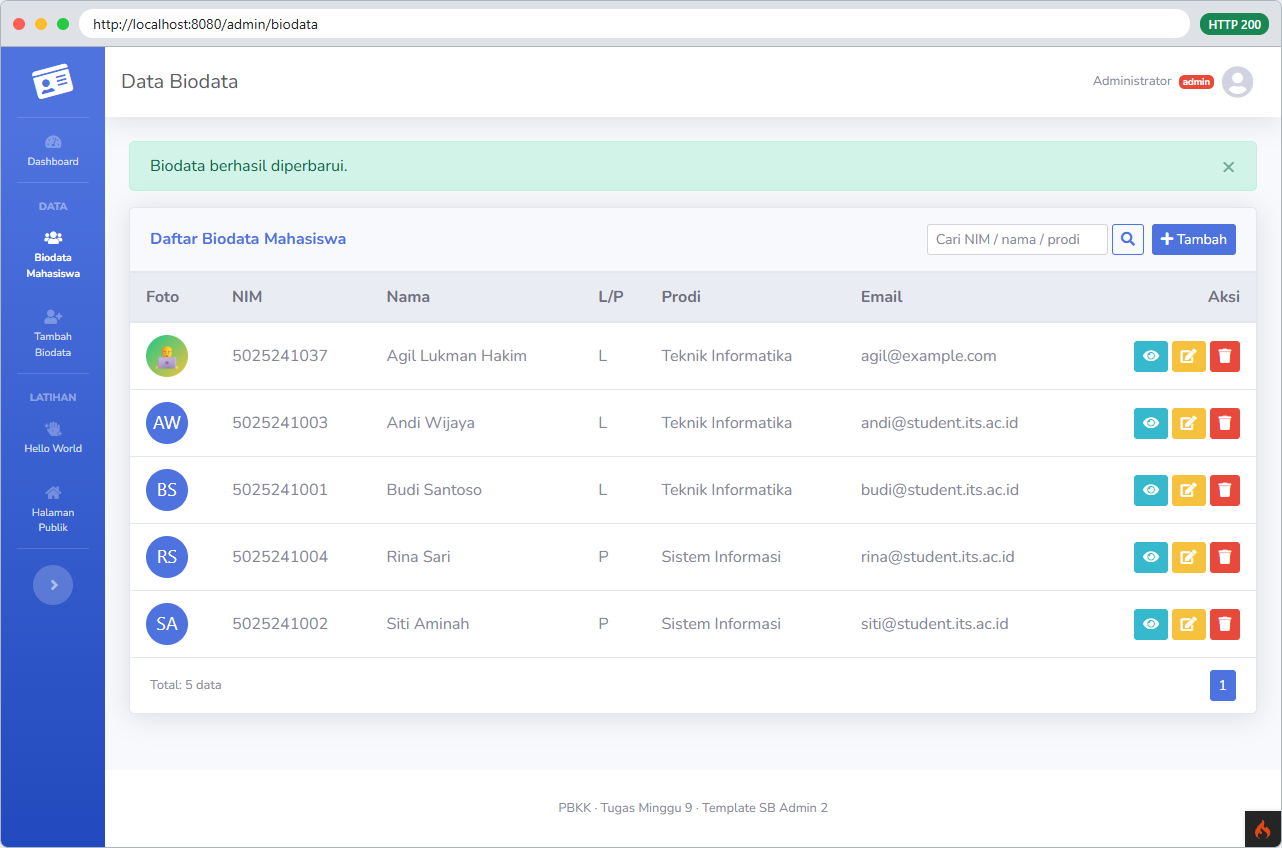 http://localhost:8080/admin/biodata
HTTP 200
Data Biodata
Administrator admin
Dashboard
DATA
Biodata
Mahasiswa
Tambah
Biodata
LATIHAN
Hello World
Halaman
Publik
Biodata berhasil diperbarui.
Daftar Biodata Mahasiswa
Cari NIM / nama / prodi
Tambah
Foto NIM Nama L/P Prodi Email Aksi
5025241037 Agil Lukman Hakim L Teknik Informatika agil@example.com
AW 5025241003 Andi Wijaya L Teknik Informatika andi@student.its.ac.id
BS 5025241001 Budi Santoso L Teknik Informatika budi@student.its.ac.id
RS 5025241004 Rina Sari P Sistem Informasi rina@student.its.ac.id
SA 5025241002 Siti Aminah P Sistem Informasi siti@student.its.ac.id
Total: 5 data
1
PBKK · Tugas Minggu 9 · Template SB Admin 2